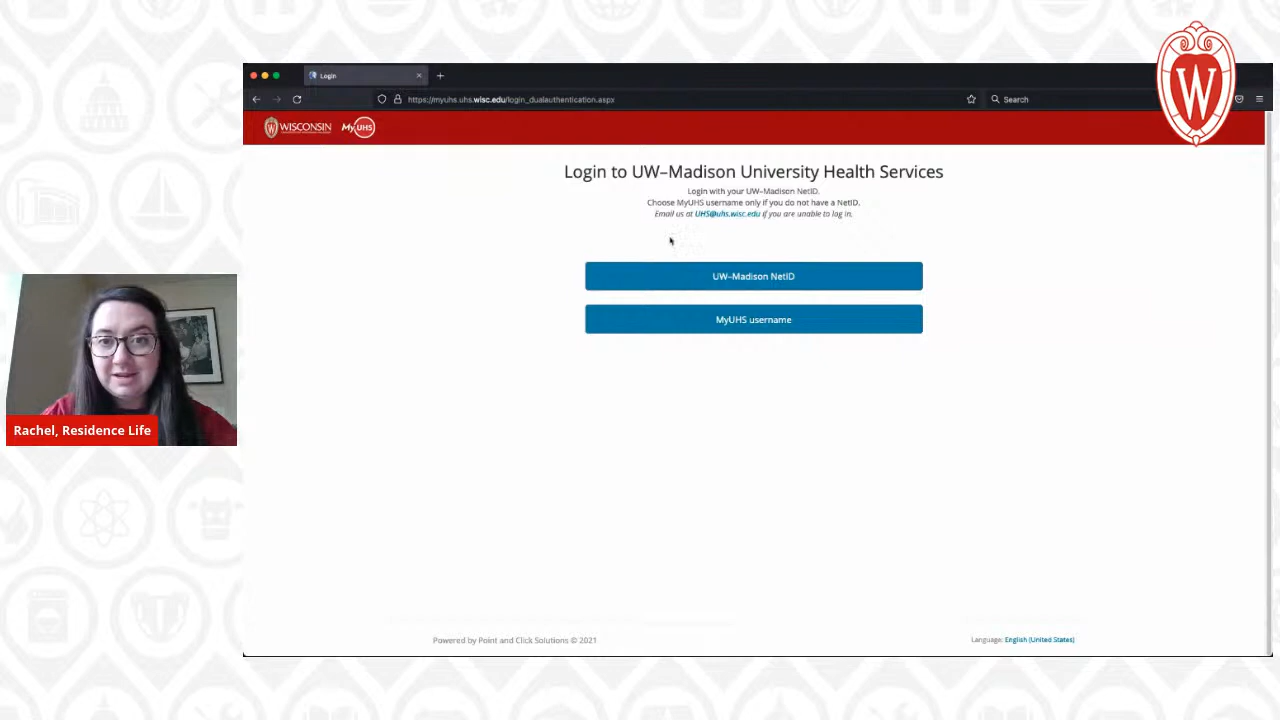 Login
https://myuhs.uhs.wisc.edu/login_dualauthentication.aspx
Search
W
WISCONSIN
MyUHS
Login to UW–Madison University Health Services
Login with your UW–Madison NetID.
Choose MyUHS username only if you do not have a NetID.
Email us at UHS@uhs.wisc.edu if you are unable to log in.
UW–Madison NetID
MyUHS username
Rachel, Residence Life
Powered by Point and Click Solutions © 2021
Language: English (United States)